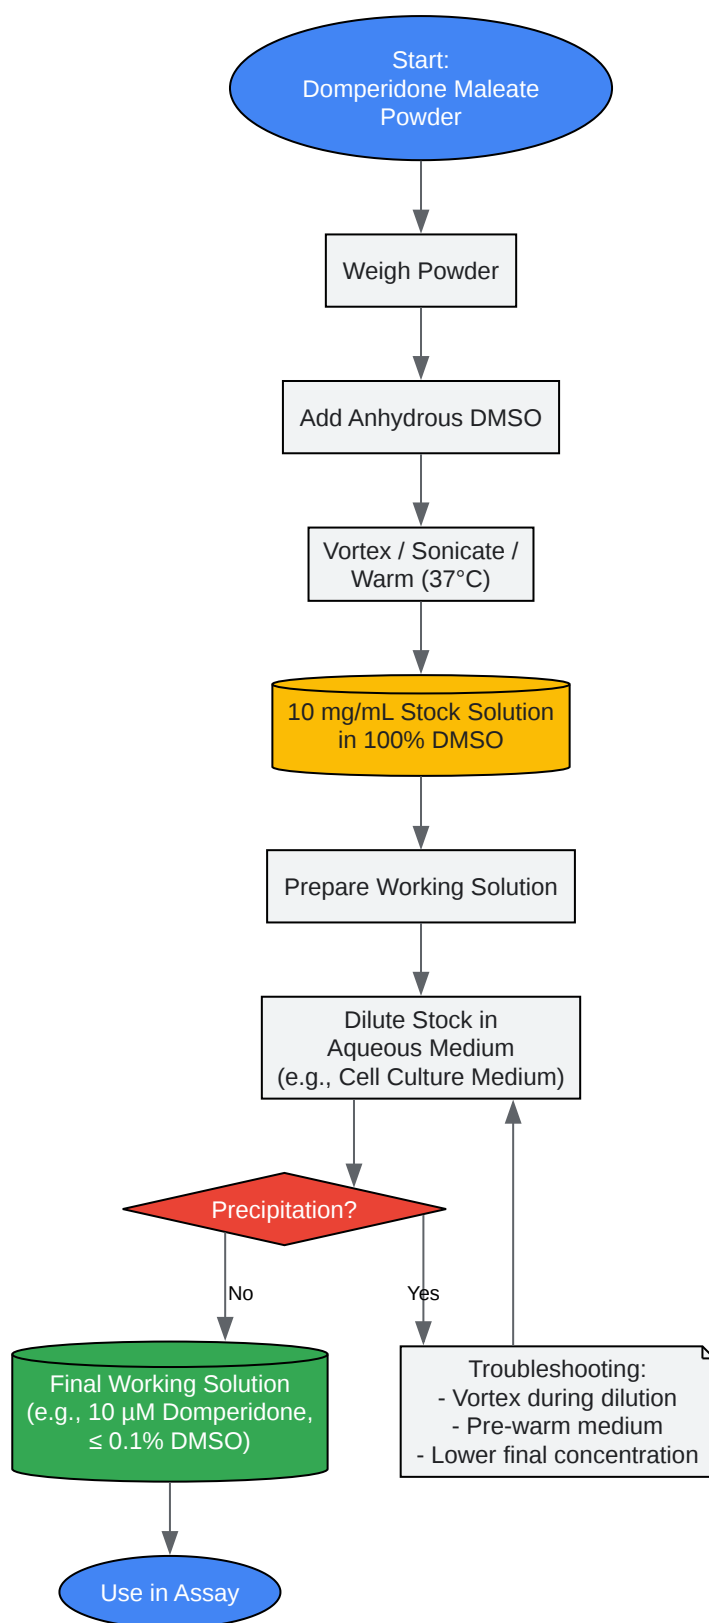 Start:
Domperidone Maleate
Powder
Weigh Powder
Add Anhydrous DMSO
Vortex / Sonicate /
Warm (37°C)
10 mg/mL Stock Solution
in 100% DMSO
Prepare Working Solution
Dilute Stock in
Aqueous Medium
(e.g., Cell Culture Medium)
Precipitation?
No
Yes
Final Working Solution
(e.g., 10 µM Domperidone,
≤ 0.1% DMSO)
Troubleshooting:
- Vortex during dilution
- Pre-warm medium
- Lower final concentration
Use in Assay